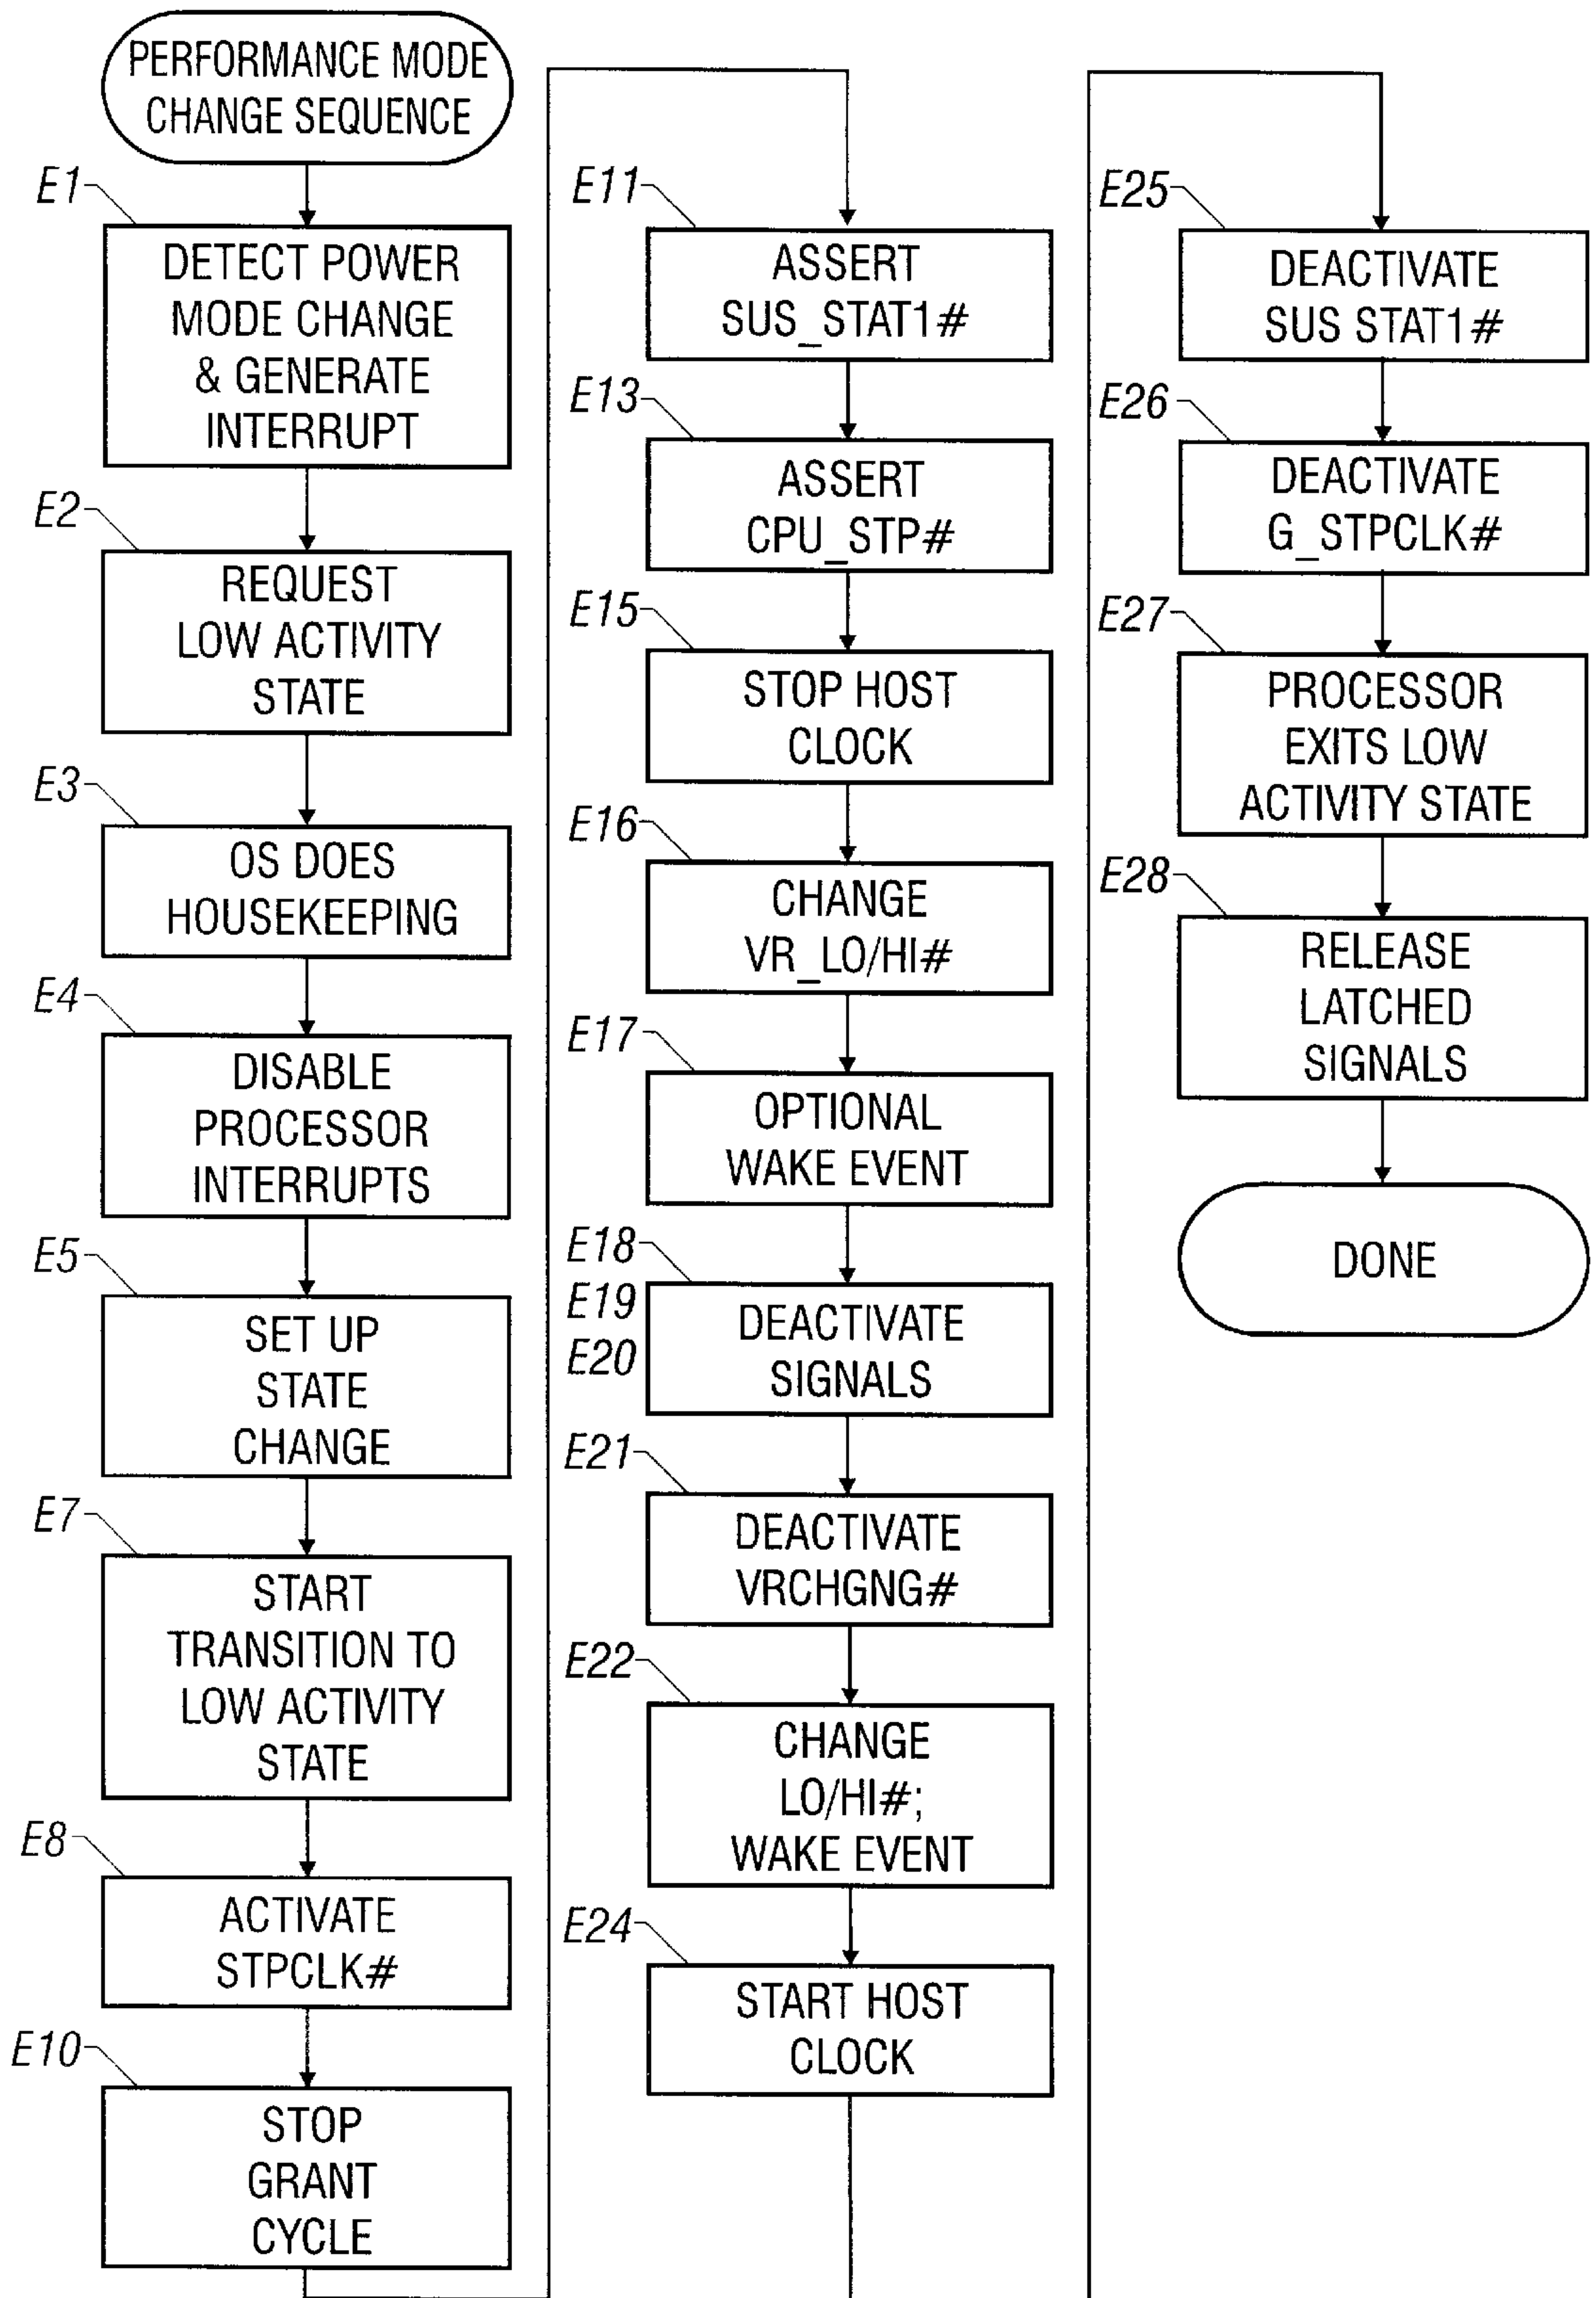 PERFORMANCE MODE
CHANGE SEQUENCE
E1
DETECT POWER
MODE CHANGE
& GENERATE
INTERRUPT
E2
REQUEST
LOW ACTIVITY
STATE
E3
OS DOES
HOUSEKEEPING
E4
DISABLE
PROCESSOR
INTERRUPTS
E5
SET UP
STATE
CHANGE
E7
START
TRANSITION TO
LOW ACTIVITY
STATE
E8
ACTIVATE
STPCLK#
E10
STOP
GRANT
CYCLE
E11
ASSERT
SUS_STAT1#
E13
ASSERT
CPU_STP#
E15
STOP HOST
CLOCK
E16
CHANGE
VR_LO/HI#
E17
OPTIONAL
WAKE EVENT
E18
E19
E20
DEACTIVATE
SIGNALS
E21
DEACTIVATE
VRCHGNG#
E22
CHANGE
LO/HI#;
WAKE EVENT
E24
START HOST
CLOCK
E25
DEACTIVATE
SUS STAT1#
E26
DEACTIVATE
G_STPCLK#
E27
PROCESSOR
EXITS LOW
ACTIVITY STATE
E28
RELEASE
LATCHED
SIGNALS
DONE